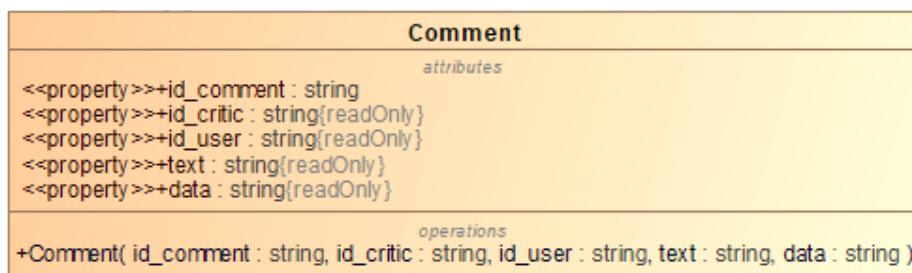 Comment
attributes
<<property>>+id_comment : string
<<property>>+id_critic : string{readOnly}
<<property>>+id_user : string{readOnly}
<<property>>+text : string{readOnly}
<<property>>+data : string{readOnly}
operations
+Comment( id_comment : string, id_critic : string, id_user : string, text : string, data : string )